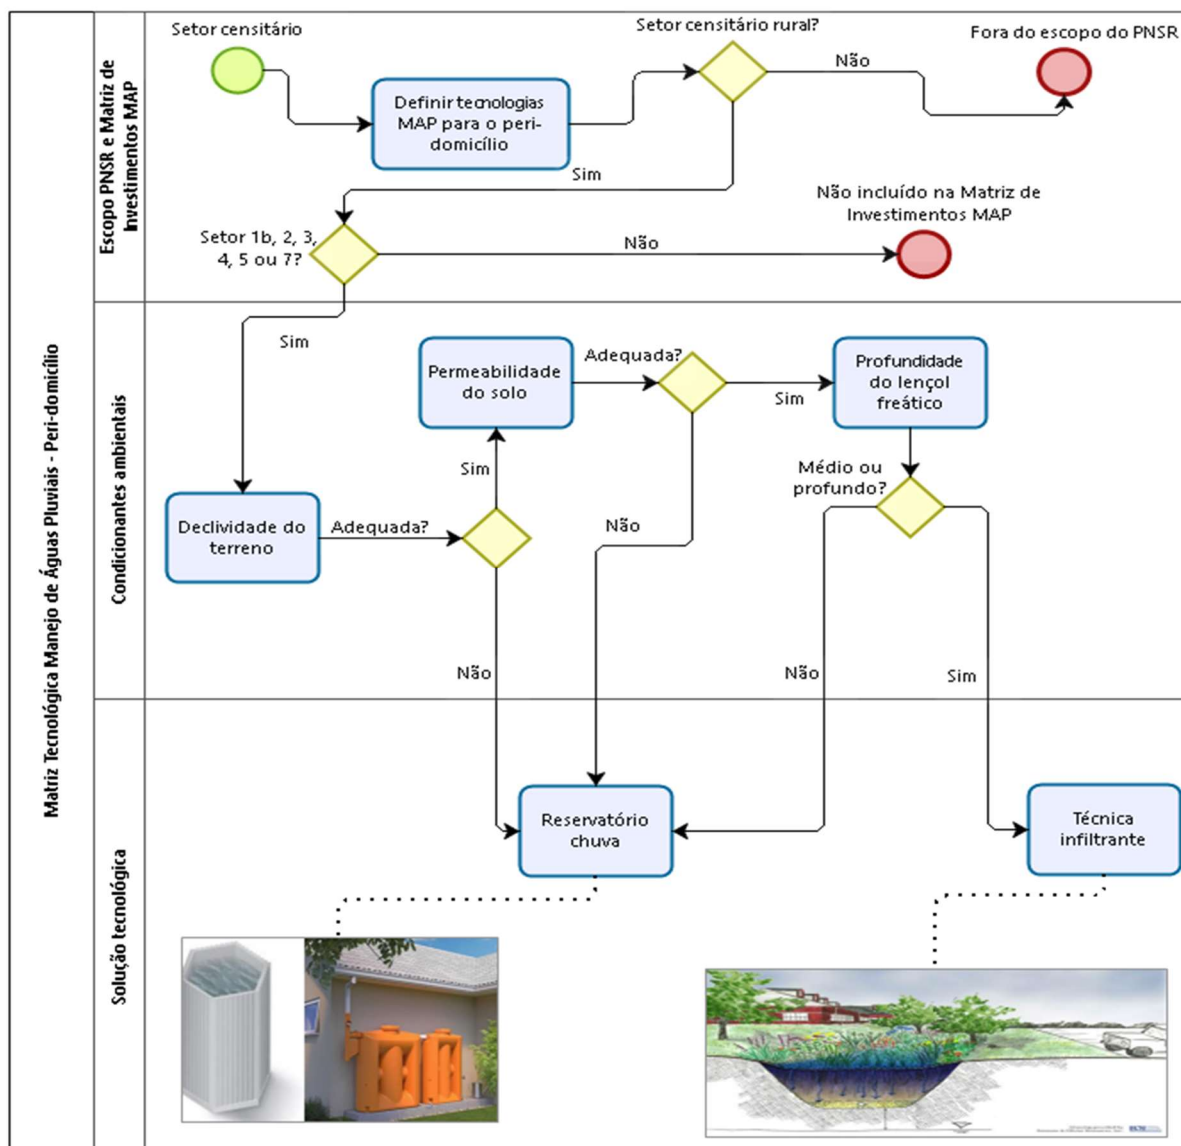 Matriz Tecnológica Manejo de Águas Pluviais - Peri-domicílio
Escopo PNSR e Matriz de
Investimentos MAP
Setor censitário
Definir tecnologias
MAP para o peri-
domicílio
Setor censitário rural?
Não
Fora do escopo do PNSR
Sim
Setor 1b, 2, 3,
4, 5 ou 7?
Não
Não incluído na Matriz de
Investimentos MAP
Sim
Condicionantes ambientais
Declividade do
terreno
Adequada?
Sim
Não
Permeabilidade
do solo
Adequada?
Sim
Não
Profundidade
do lençol
freático
Médio ou
profundo?
Não
Sim
Solução tecnológica
Reservatório
chuva
Técnica
infiltrante